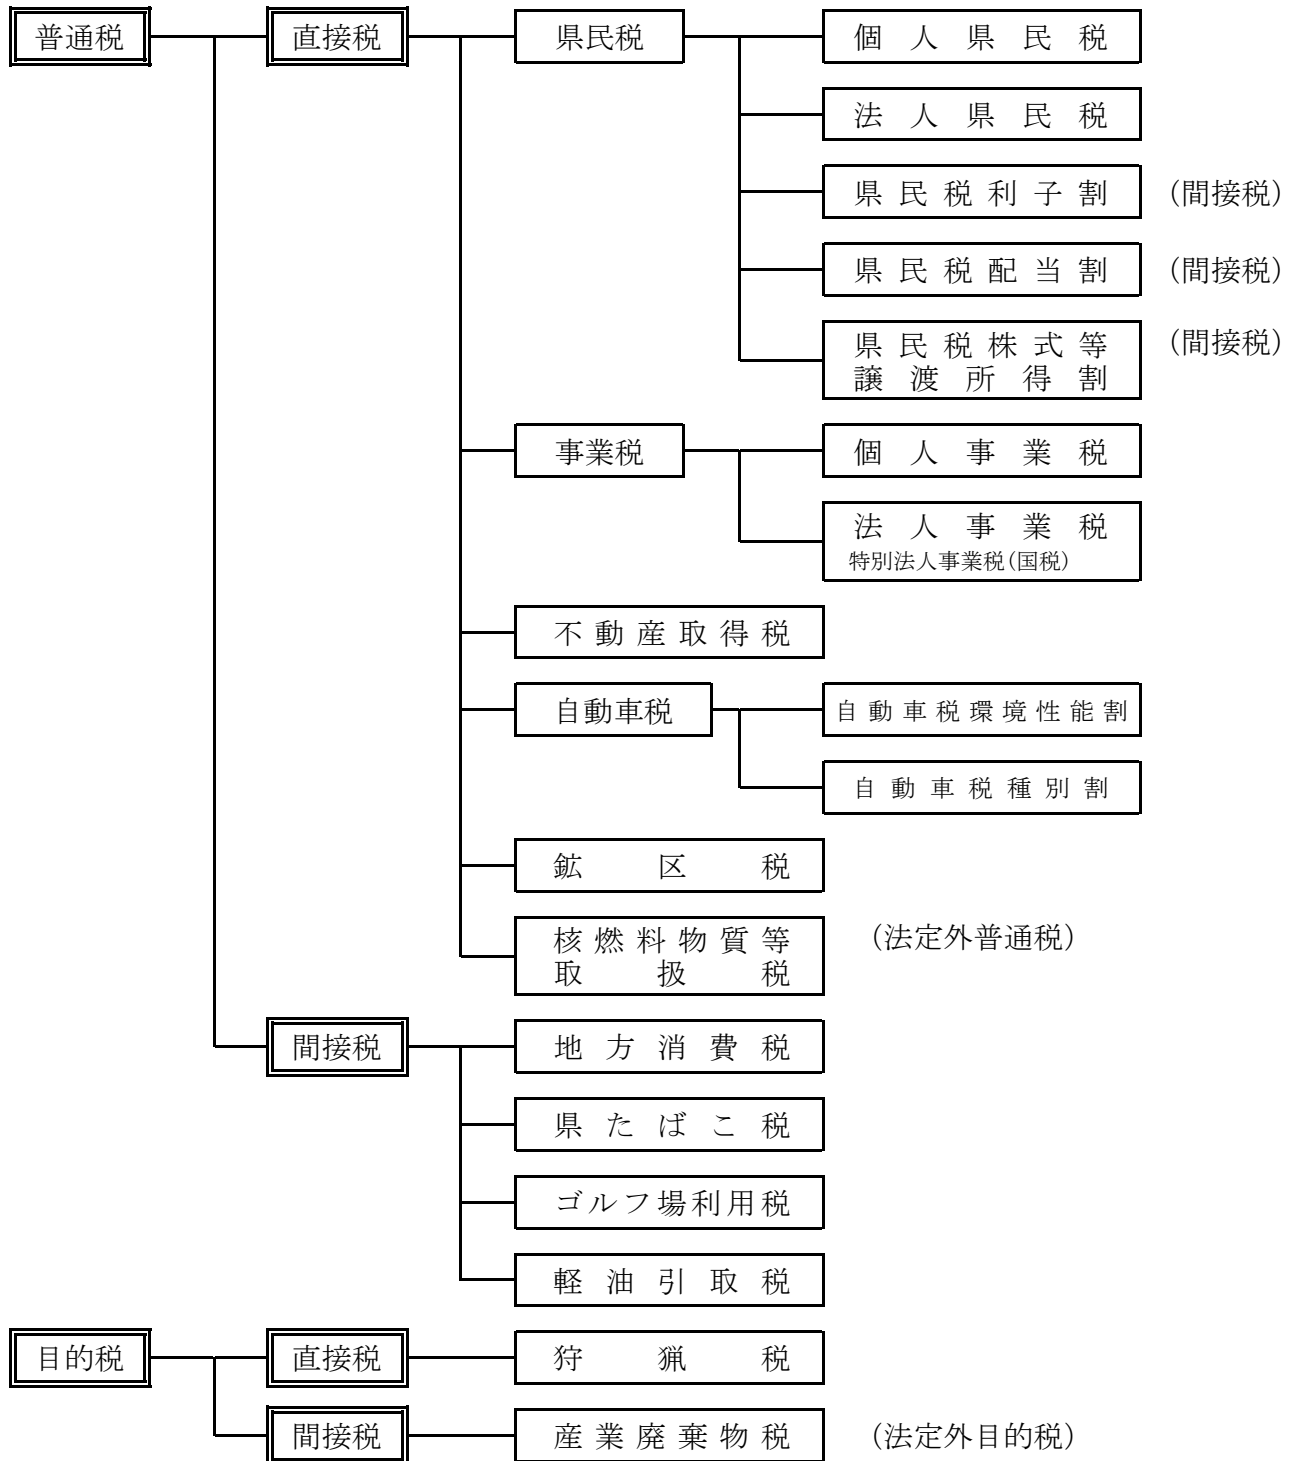 普通税 直接税 県民税 個人県民税
法人県民税
県民税利子割 (間接税)
県民税配当割 (間接税)
県民税株式等 (間接税)
譲渡所得割
事業税 個人事業税
法人事業税
特別法人事業税(国税)
不動産取得税
自動車税 自動車税環境性能割
自動車税種別割
鉱区税
核燃料物質等 (法定外普通税)
取扱税
間接税 地方消費税
県たばこ税
ゴルフ場利用税
軽油引取税
目的税 直接税 狩猟税
間接税 産業廃棄物税 (法定外目的税)